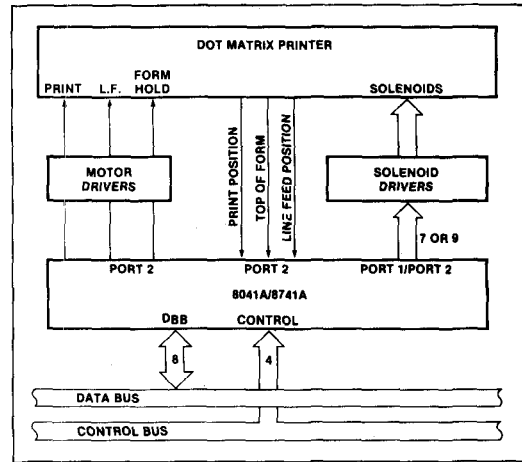 DOT MATRIX PRINTER
PRINT
L.F.
FORM
HOLD
SOLENOIDS
MOTOR
DRIVERS
PRINT POSITION
TOP OF FORM
LINE FEED POSITION
SOLENOID
DRIVERS
7 OR 9
PORT 2
PORT 2
PORT 1/PORT 2
8041A/8741A
DBB
CONTROL
8
4
DATA BUS
CONTROL BUS